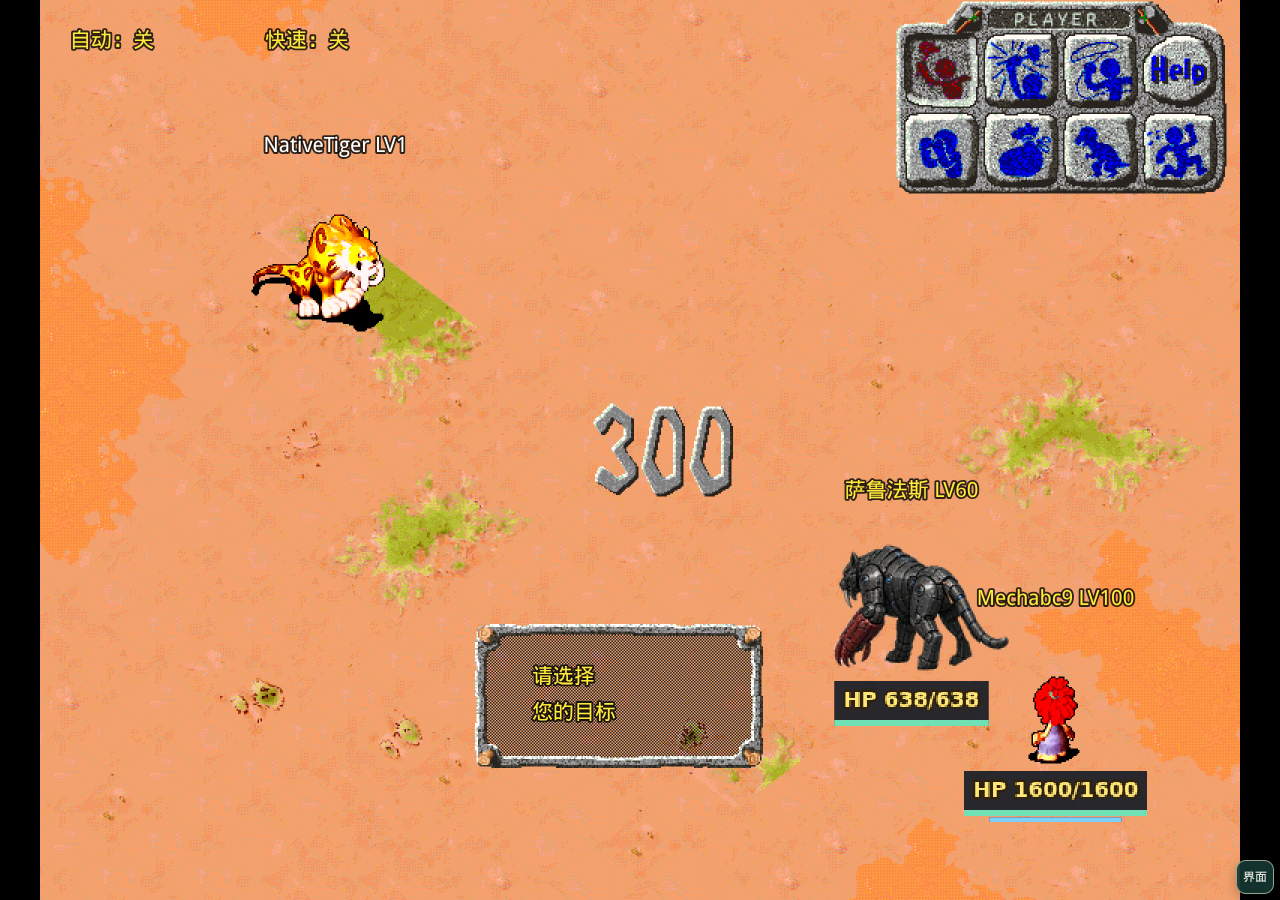 自动：关
快速：关
PLAYER
Help
NativeTiger LV1
300
萨鲁法斯 LV60
Mechabc9 LV100
请选择
您的目标
HP 638/638
HP 1600/1600
界面